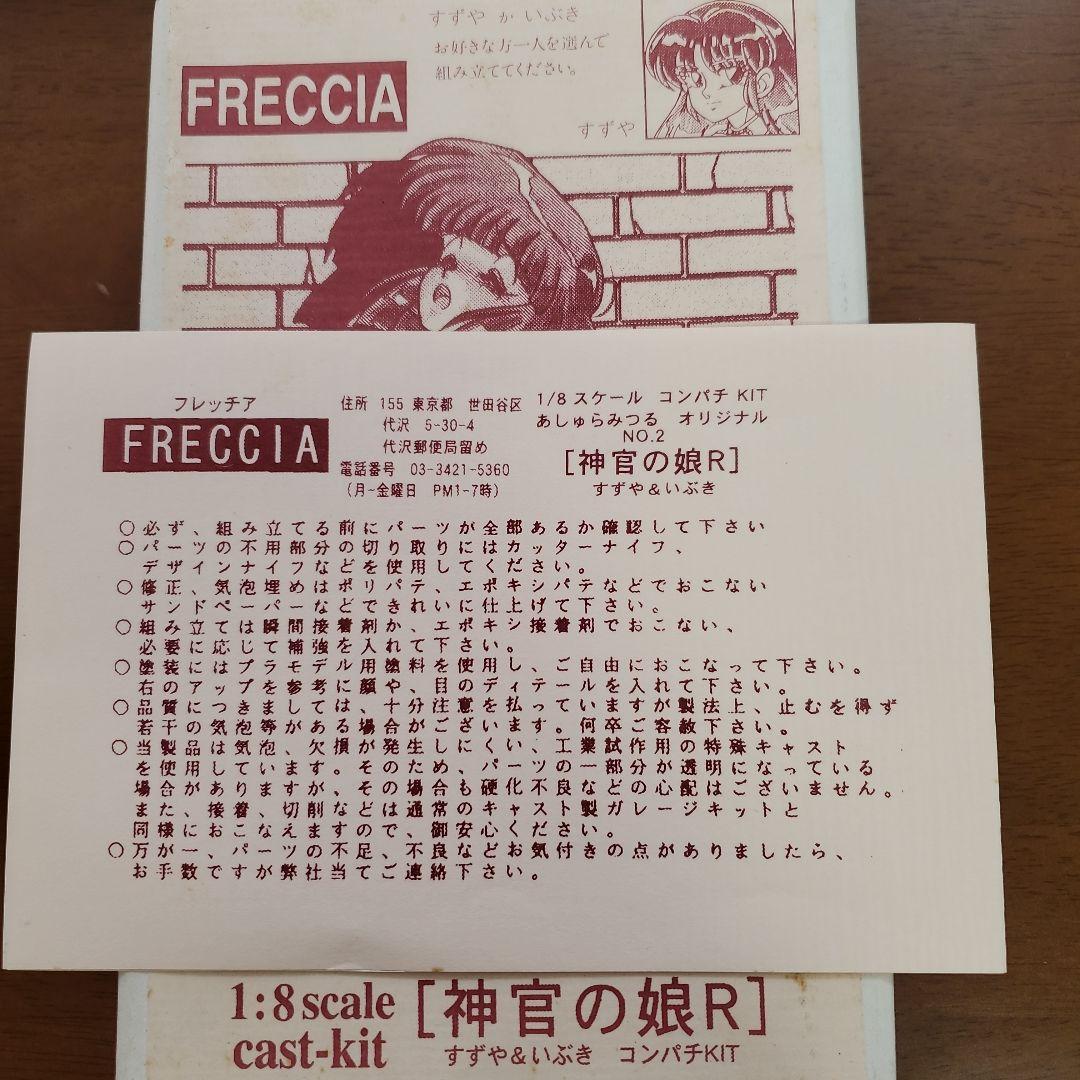 すずや か いぶき
お好きな方一人を選んで
組み立ててください。
FRECCIA
すずや
フレッチア
FRECCIA
住所 155 東京都 世田谷区
代沢 5-30-4
代沢郵便局留め
電話番号 03-3421-5360
(月~金曜日 PM1-7時)
1/8 スケール コンパチ KIT
あしゅらみつる オリジナル
NO.2
[神官の娘R]
すずや&いぶき
○必ず、組み立てる前にパーツが全部あるか確認して下さい
○パーツの不用部分の切り取りにはカッターナイフ、
デザインナイフなどを使用してください。
○修正、気泡埋めはポリパテ、エポキシパテなどでおこない
サンドペーパーなどできれいに仕上げて下さい。
○組み立ては瞬間接着剤か、エポキシ接着剤でおこない、
必要に応じて補強を入れて下さい。
○塗装にはプラモデル用塗料を使用し、ご自由におこなって下さい。
右のアップを参考に顔や、目のディテールを入れて下さい。
○品質につきましては、十分注意を払っていますが製法上、止むを得ず
若干の気泡等がある場合がございます。何卒ご容赦下さい。
○当製品は気泡、欠損が発生しにくい、工業試作用の特殊キャスト
を使用しています。そのため、パーツの一部分が透明になっている
場合がありますが、その場合も硬化不良などの心配はございません。
また、接着、切削などは通常のキャスト製ガレージキットと
同様におこなえますので、御安心ください。
○万が一、パーツの不足、不良などお気付きの点がありましたら、
お手数ですが弊社当てご連絡下さい。
1:8 scale
cast-kit
[神官の娘R]
すずや&いぶき コンパチKIT